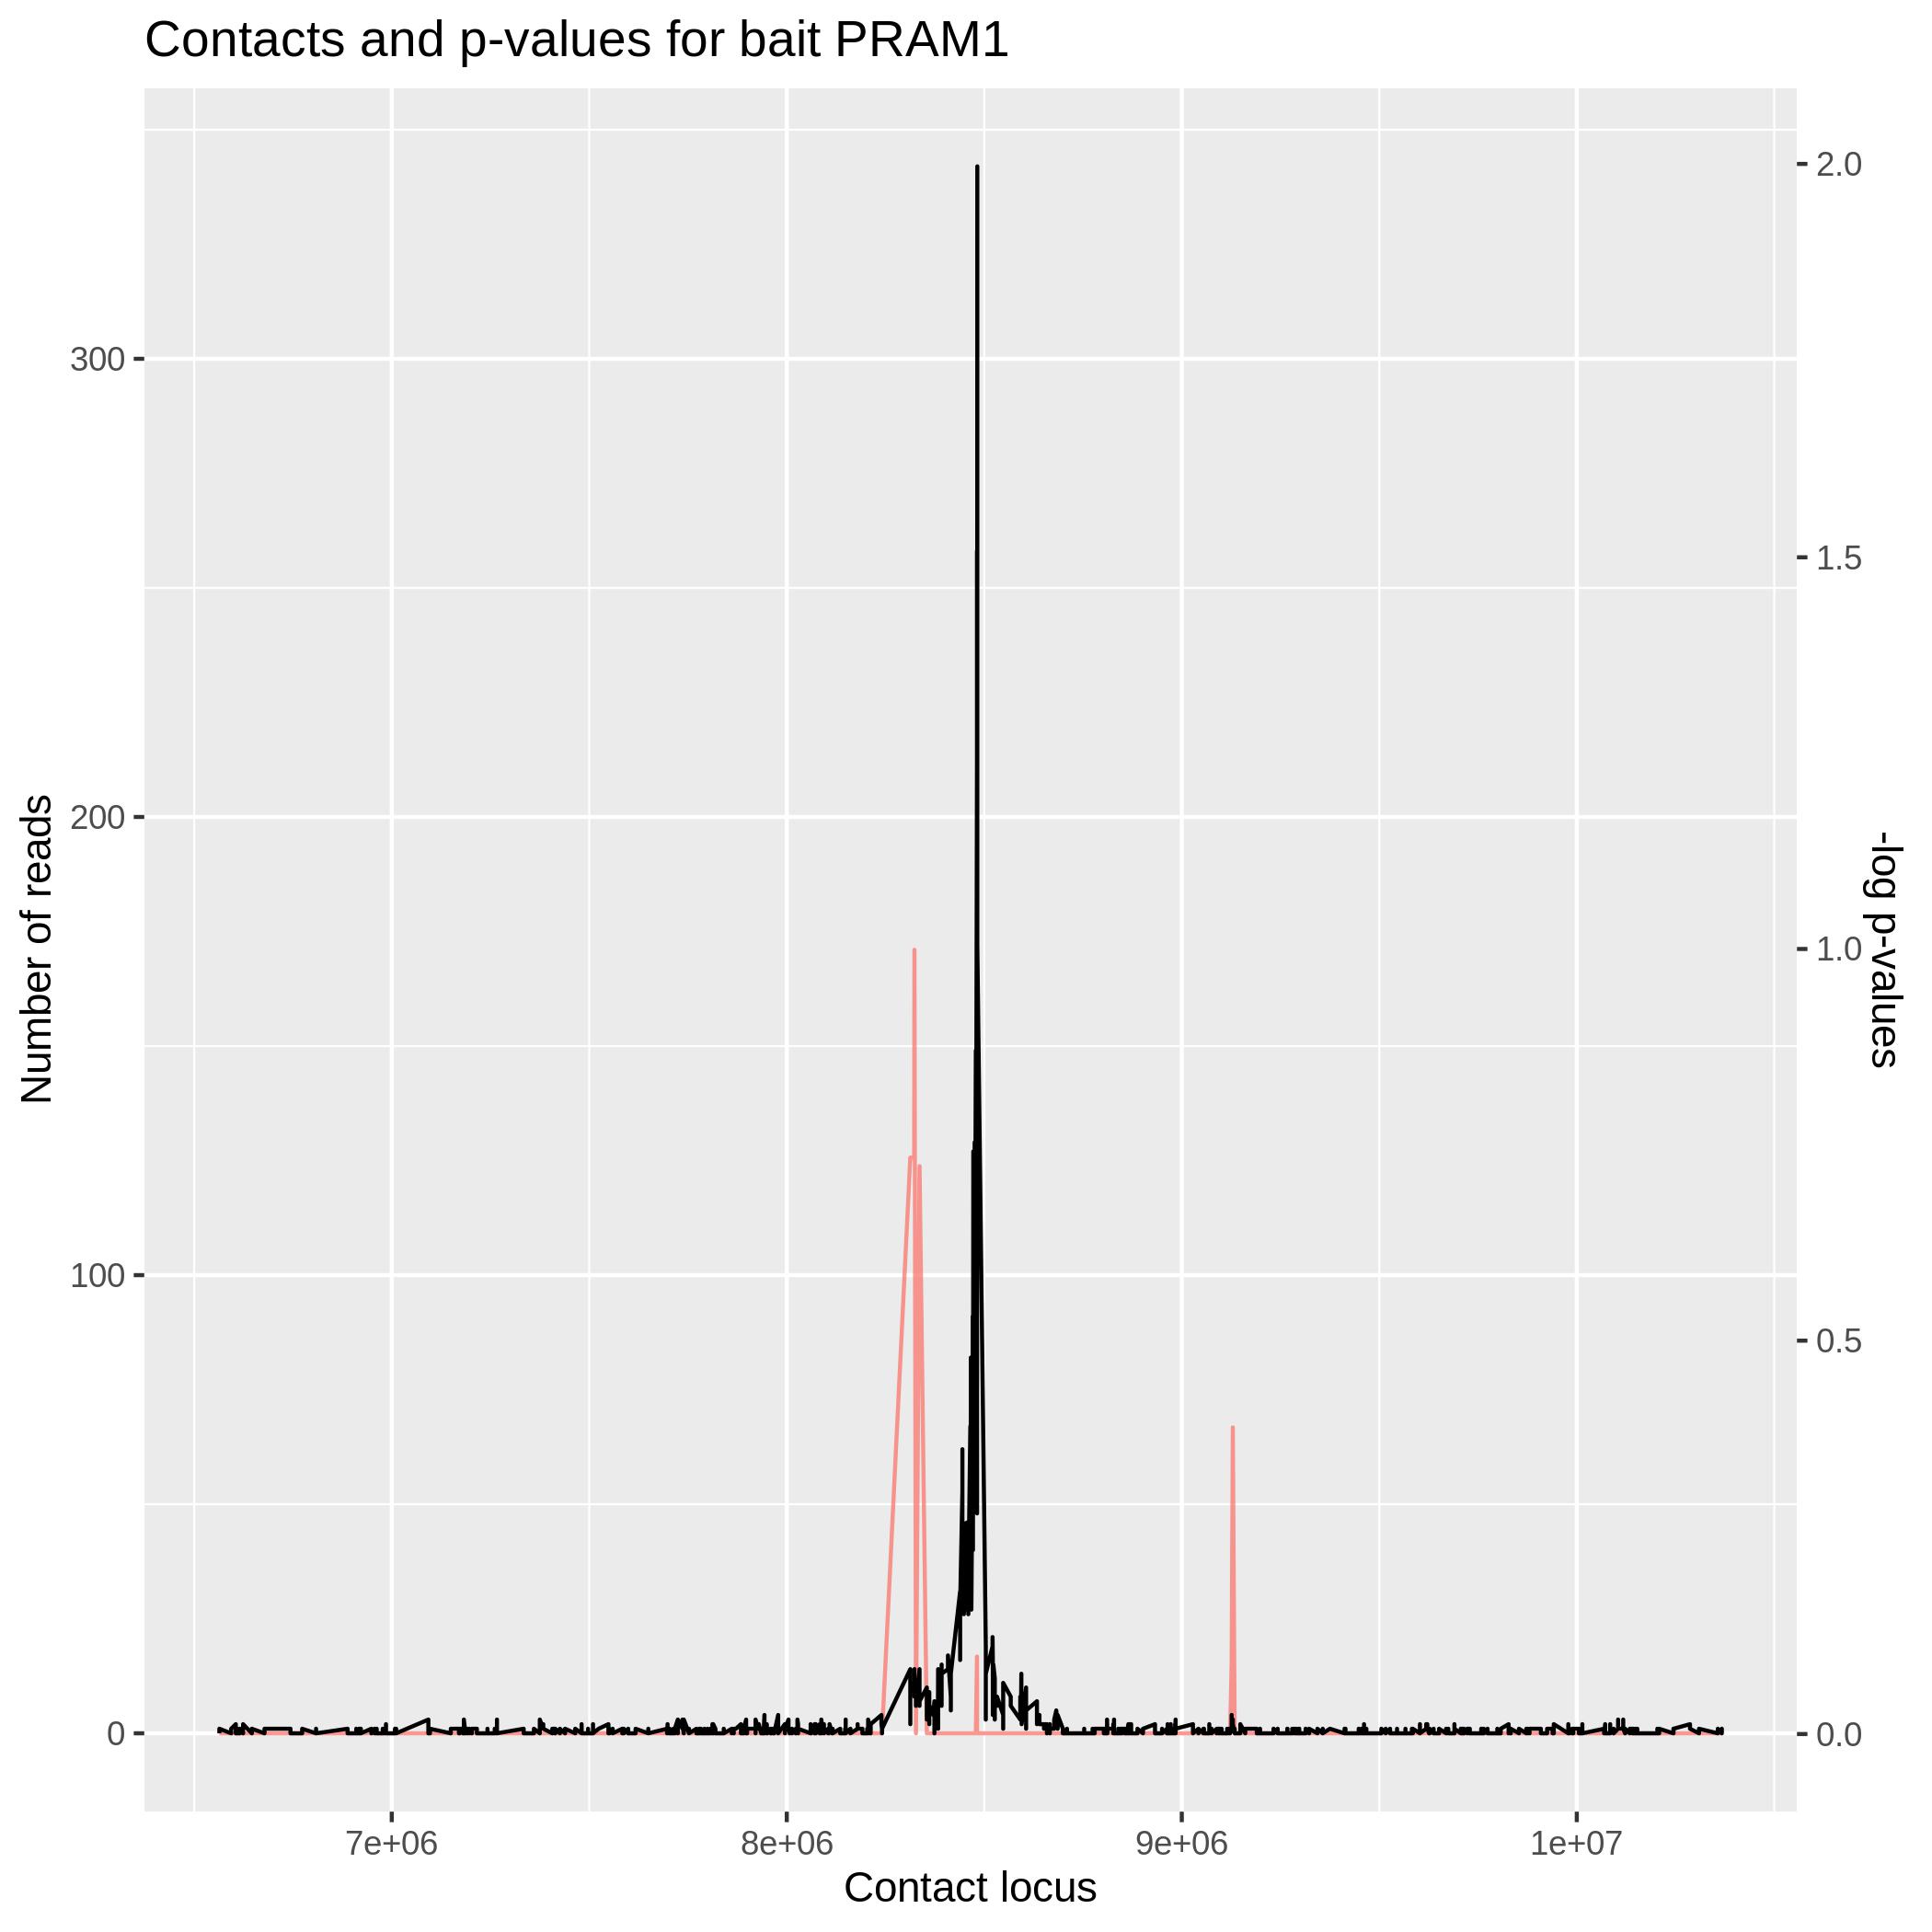 Contacts and p-values for bait PRAM1
Number of reads
300
200
100
0
2.0
1.5
1.0
0.5
0.0
-log p-values
7e+06 8e+06 9e+06 1e+07
Contact locus